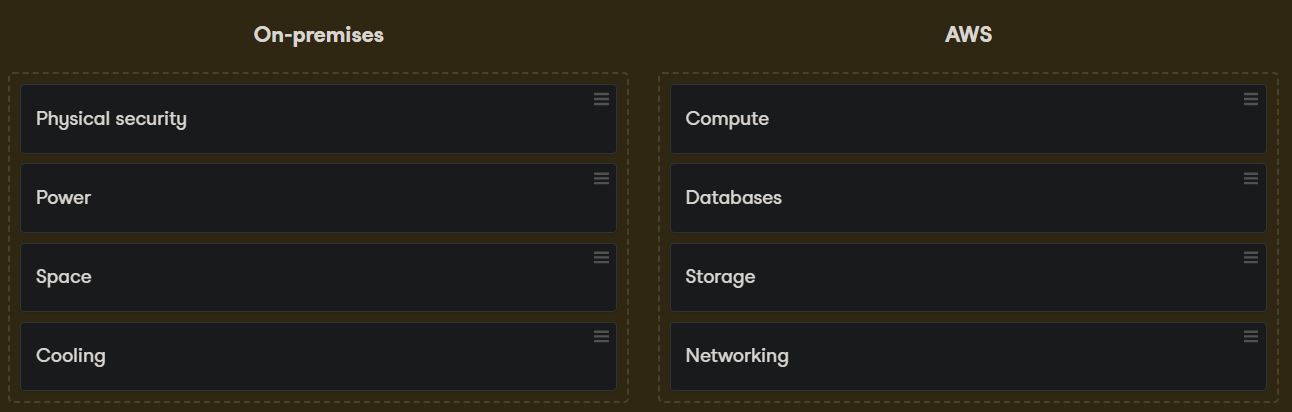 On-premises
AWS
Physical security
Power
Space
Cooling
Compute
Databases
Storage
Networking